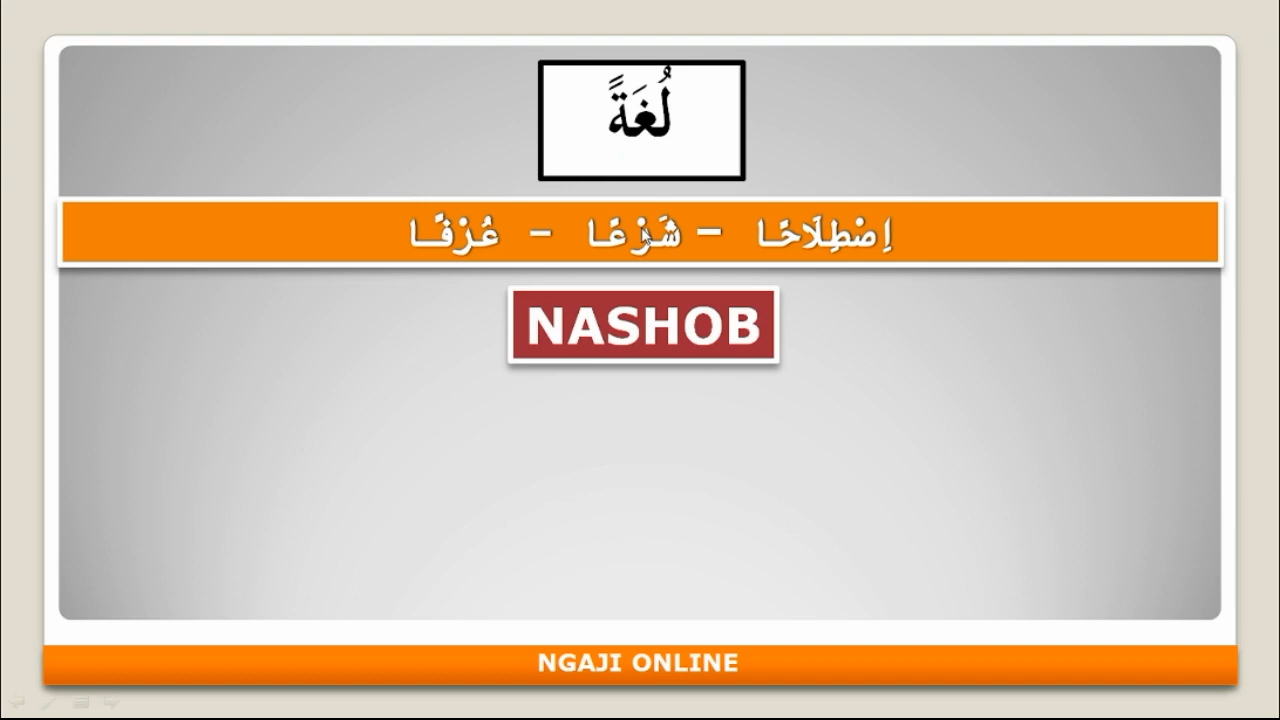 لُغَةً
اِصْطِلَاحًا – شَرْعًا – عُرْفًا
NASHOB
NGAJI ONLINE